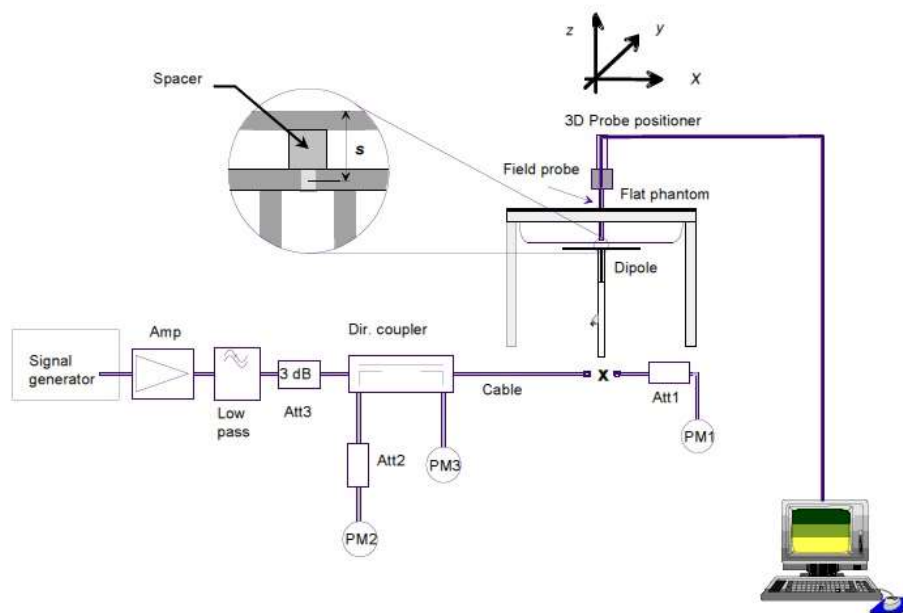 z
y
x
Spacer
s
3D Probe positioner
Field probe
Flat phantom
Dipole
Signal
generator
Amp
Low
pass
3 dB
Att3
Dir. coupler
Cable
x
Att1
PM1
Att2
PM3
PM2